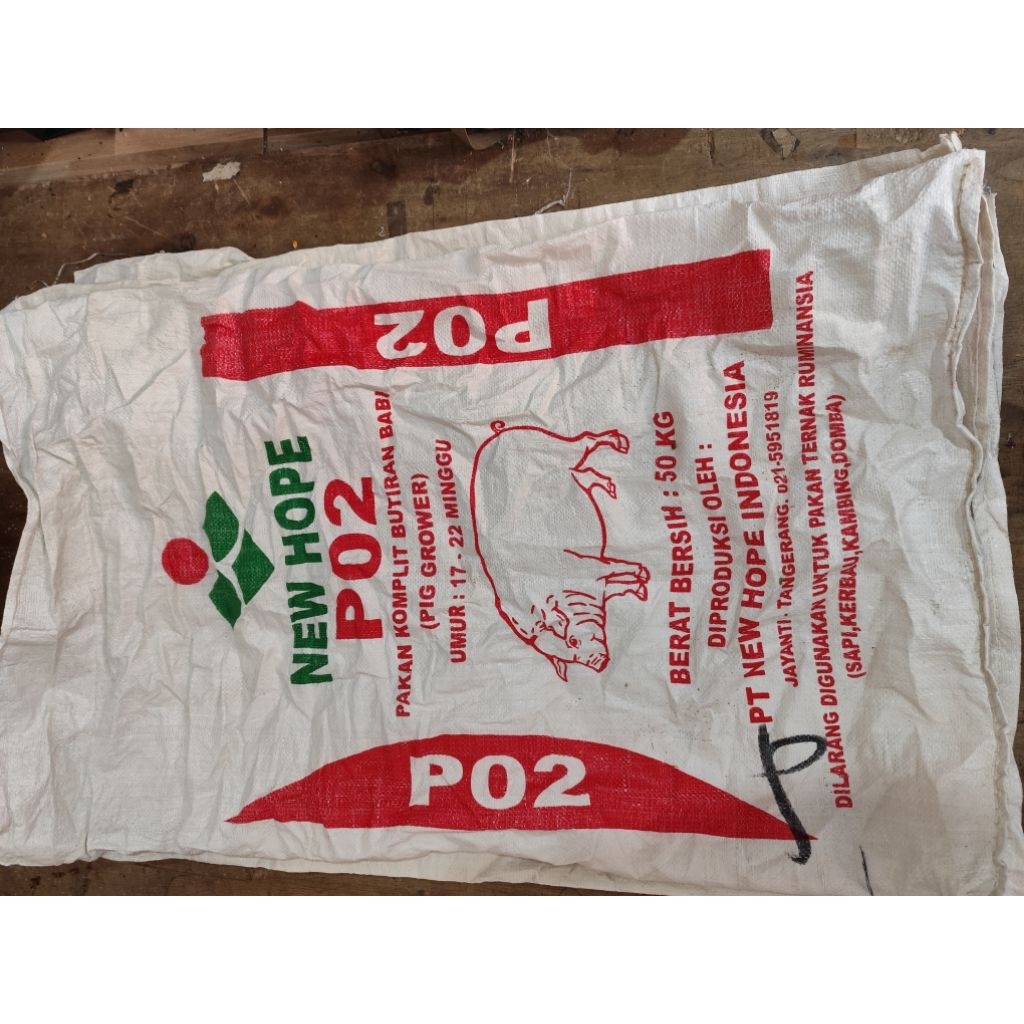 P02
NEW HOPE
P02
PAKAN KOMPLIT BUTIRAN BABI
(PIG GROWER)
UMUR : 17 - 22 MINGGU
BERAT BERSIH : 50 KG
DIPRODUKSI OLEH :
PT NEW HOPE INDONESIA
JAYANTI - TANGERANG. 021-5951819
DILARANG DIGUNAKAN UNTUK PAKAN TERNAK RUMINANSIA
(SAPI,KERBAU,KAMBING,DOMBA)
P02